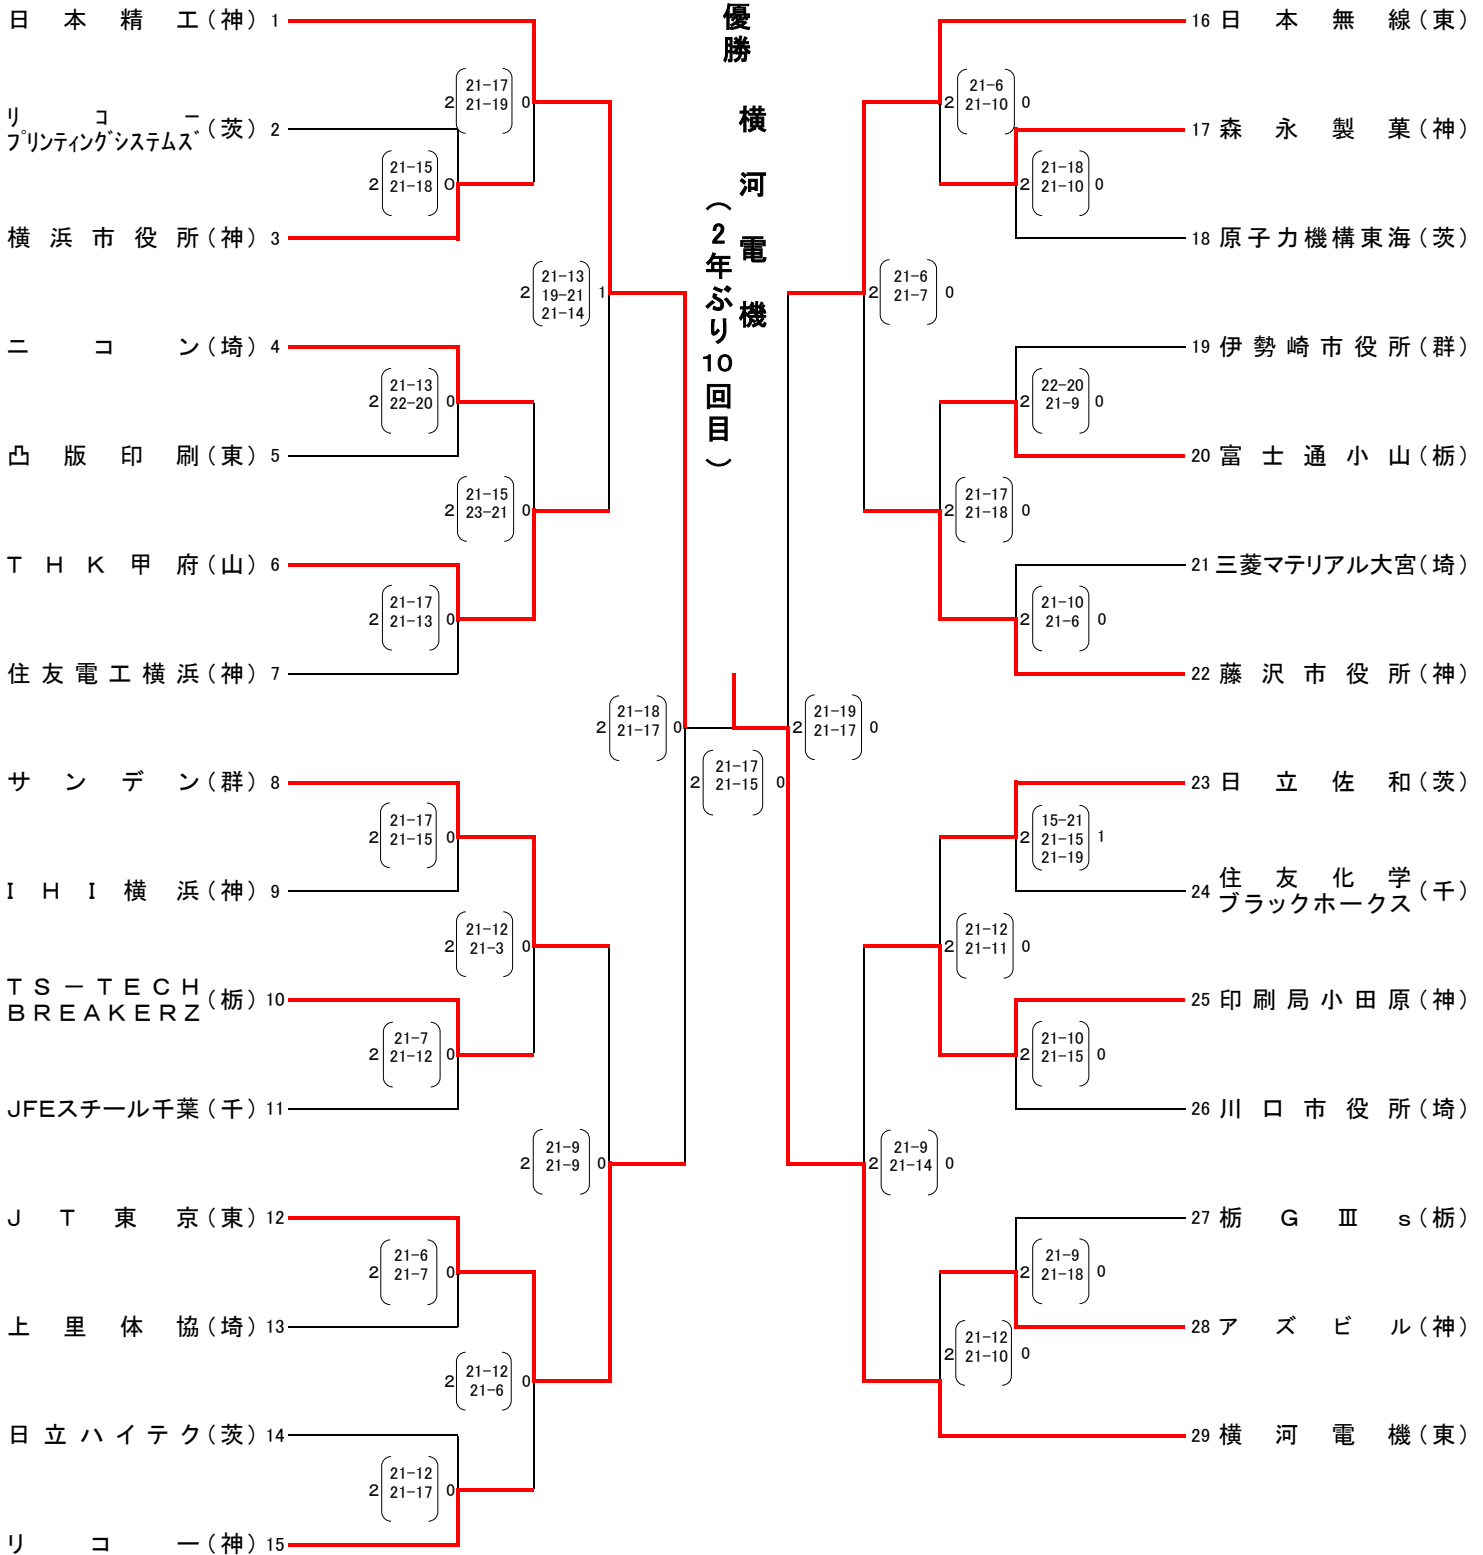 優勝 横河電機
（2年ぶり10回目）
日本精工（神）1
リコー
プリンティングシステムズ（茨）2
横浜市役所（神）3
ニコン（埼）4
凸版印刷（東）5
ＴＨＫ甲府（山）6
住友電工横浜（神）7
サンデン（群）8
ＩＨＩ横浜（神）9
ＴＳ－ＴＥＣＨ
ＢＲＥＡＫＥＲＺ（栃）10
JFEスチール千葉（千）11
ＪＴ東京（東）12
上里体協（埼）13
日立ハイテク（茨）14
リコー（神）15
2 21-17 0
21-19
2 21-15 0
21-18
2 21-13 1
19-21
21-14
2 21-13 0
22-20
2 21-15 0
23-21
2 21-17 0
21-13
2 21-18 0
21-17
2 21-17 0
21-15
2 21-12 0
21-3
2 21-7 0
21-12
2 21-9 0
21-9
2 21-6 0
21-7
2 21-12 0
21-6
2 21-12 0
21-17
2 21-17 0
21-15
16 日本無線（東）
17 森永製菓（神）
18 原子力機構東海（茨）
19 伊勢崎市役所（群）
20 富士通小山（栃）
21 三菱マテリアル大宮（埼）
22 藤沢市役所（神）
23 日立佐和（茨）
24 住友化学
ブラックホークス（千）
25 印刷局小田原（神）
26 川口市役所（埼）
27 栃ＧⅢｓ（栃）
28 アズビル（神）
29 横河電機（東）
2 21-6 0
21-10
2 21-18 0
21-10
2 21-6 0
21-7
2 22-20 0
21-9
2 21-17 0
21-18
2 21-10 0
21-6
2 21-19 0
21-17
2 15-21 1
21-15
21-19
2 21-12 0
21-11
2 21-10 0
21-15
2 21-9 0
21-14
2 21-9 0
21-18
2 21-12 0
21-10